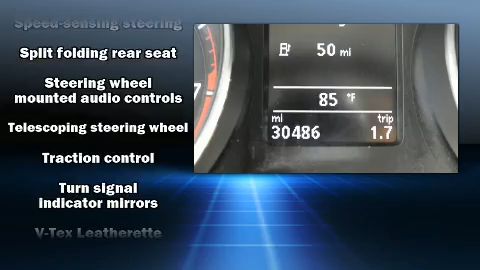 Speed-sensing steering
Split folding rear seat
Steering wheel
mounted audio controls
Telescoping steering wheel
Traction control
Turn signal
indicator mirrors
V-Tex Leatherette
50 mi
85 °F
mi trip
30486 1.7